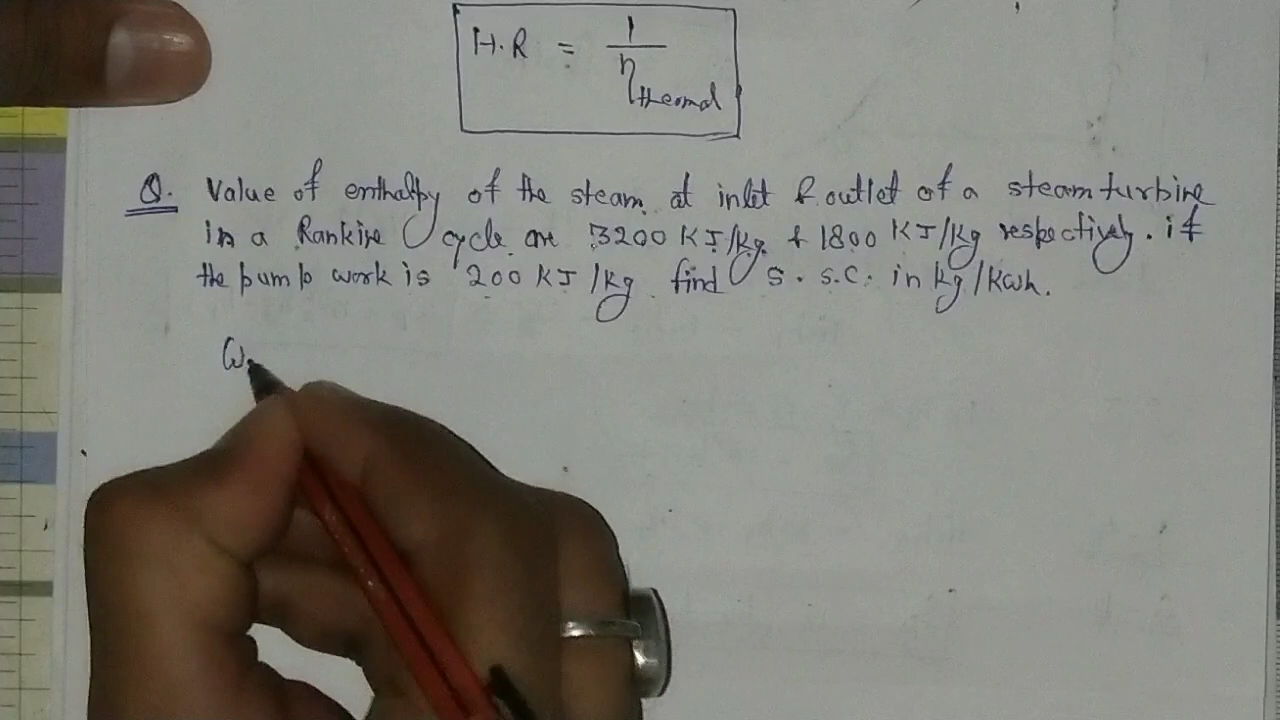 H.R = 1
η thermal
Q. Value of enthalpy of the steam at inlet & outlet of a steam turbine
in a Rankine cycle are 3200 KJ/kg & 1800 KJ/kg respectively. if
the pump work is 200 KJ/kg find S.S.C. in kg/kwh.
W